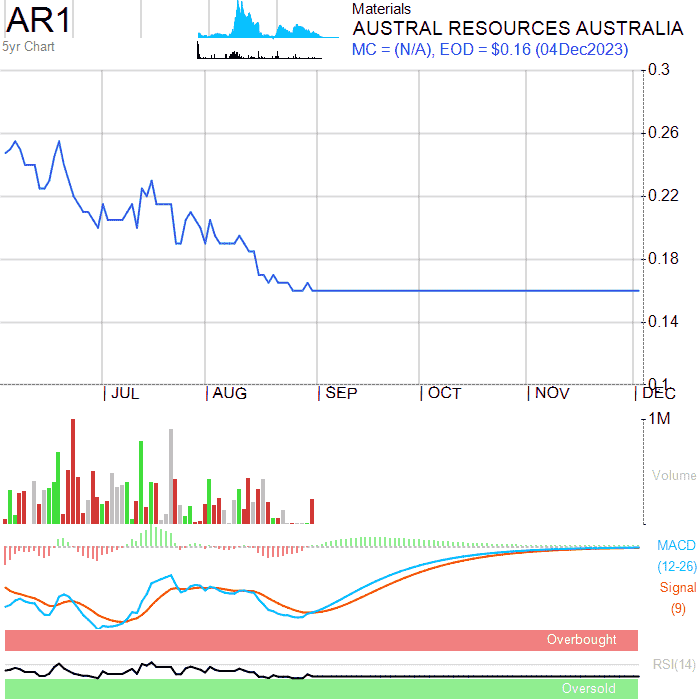 AR1
5yr Chart
Materials
AUSTRAL RESOURCES AUSTRALIA
MC = (N/A), EOD = $0.16 (04Dec2023)
0.3
0.26
0.22
0.18
0.14
0.1
JUL AUG SEP OCT NOV DEC
1M
Volume
MACD
(12-26)
Signal
(9)
Overbought
RSI(14)
Oversold